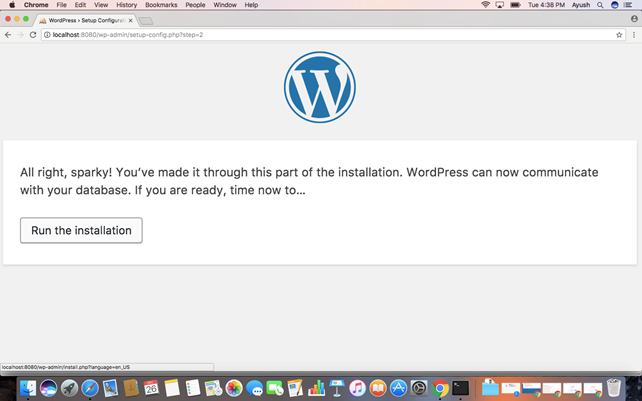 Chrome File Edit View History Bookmarks People Window Help Tue 4:38 PM Ayush
WordPress › Setup Configurat
localhost:8080/wp-admin/setup-config.php?step=2
All right, sparky! You’ve made it through this part of the installation. WordPress can now communicate
with your database. If you are ready, time now to…
Run the installation
localhost:8080/wp-admin/install.php?language=en_US
26